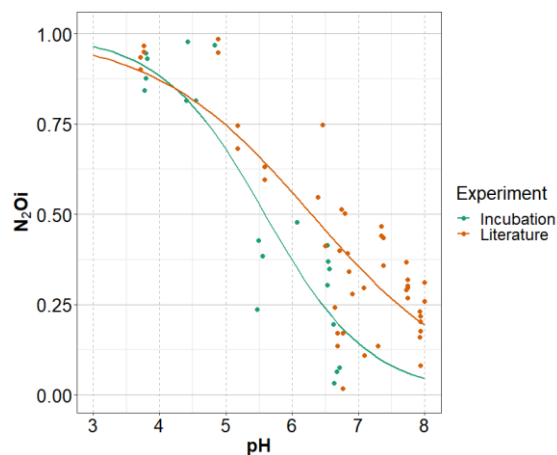 1.00
0.75
0.50
0.25
0.00
N₂Oi
3 4 5 6 7 8
pH
Experiment
Incubation
Literature